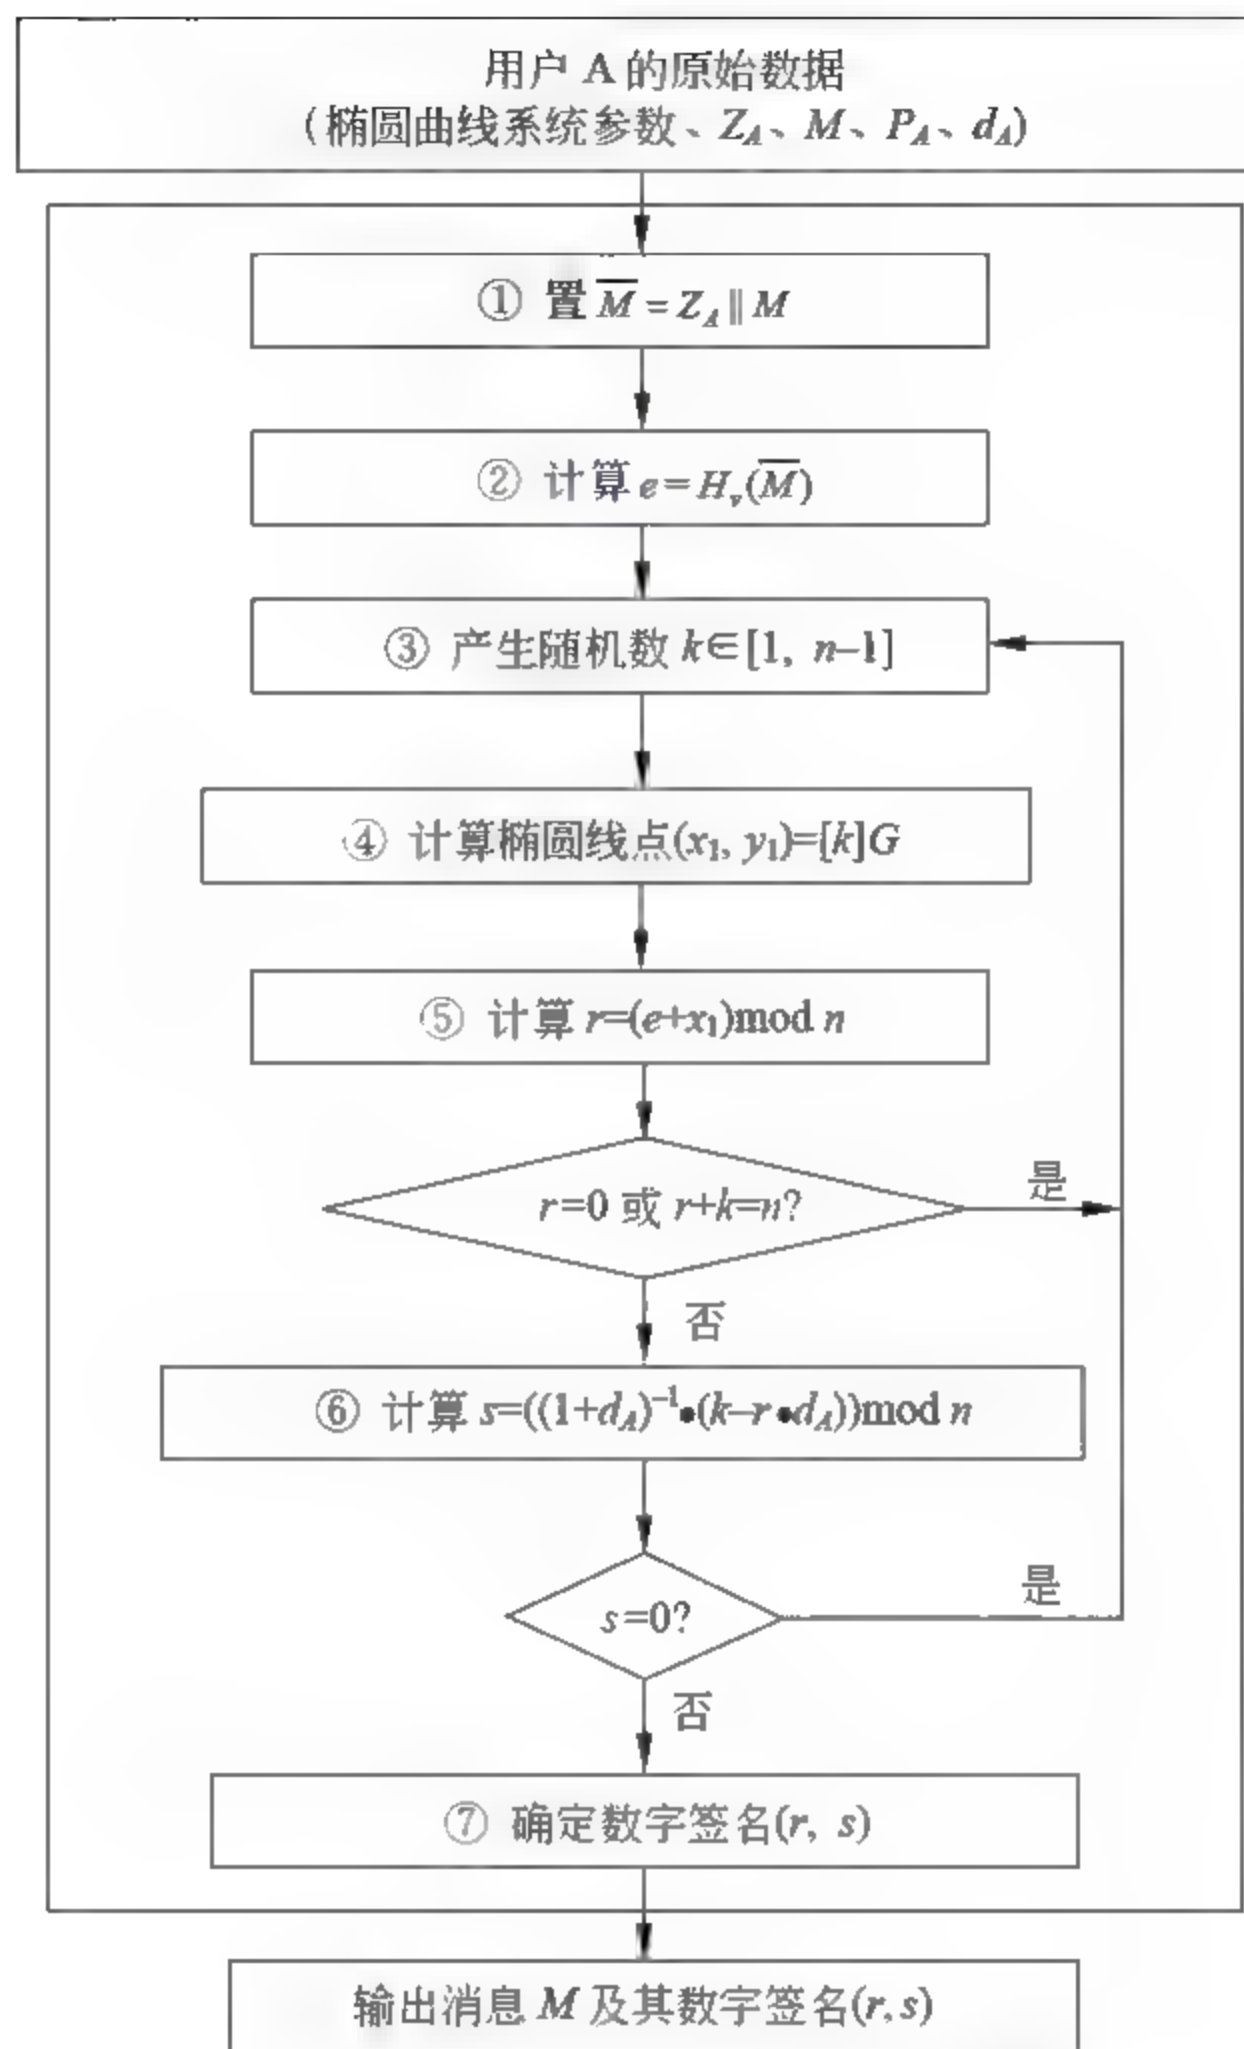 用户 A 的原始数据
(椭圆曲线系统参数、Z_A、M、P_A、d_A)
① 置 M̅ = Z_A ‖ M
② 计算 e = H_v(M̅)
③ 产生随机数 k∈[1, n–1]
④ 计算椭圆线点(x₁, y₁)=[k]G
⑤ 计算 r=(e+x₁)mod n
r=0 或 r+k=n?
是
否
⑥ 计算 s=((1+d_A)⁻¹•(k–r•d_A))mod n
s=0?
是
否
⑦ 确定数字签名(r, s)
输出消息 M 及其数字签名(r,s)